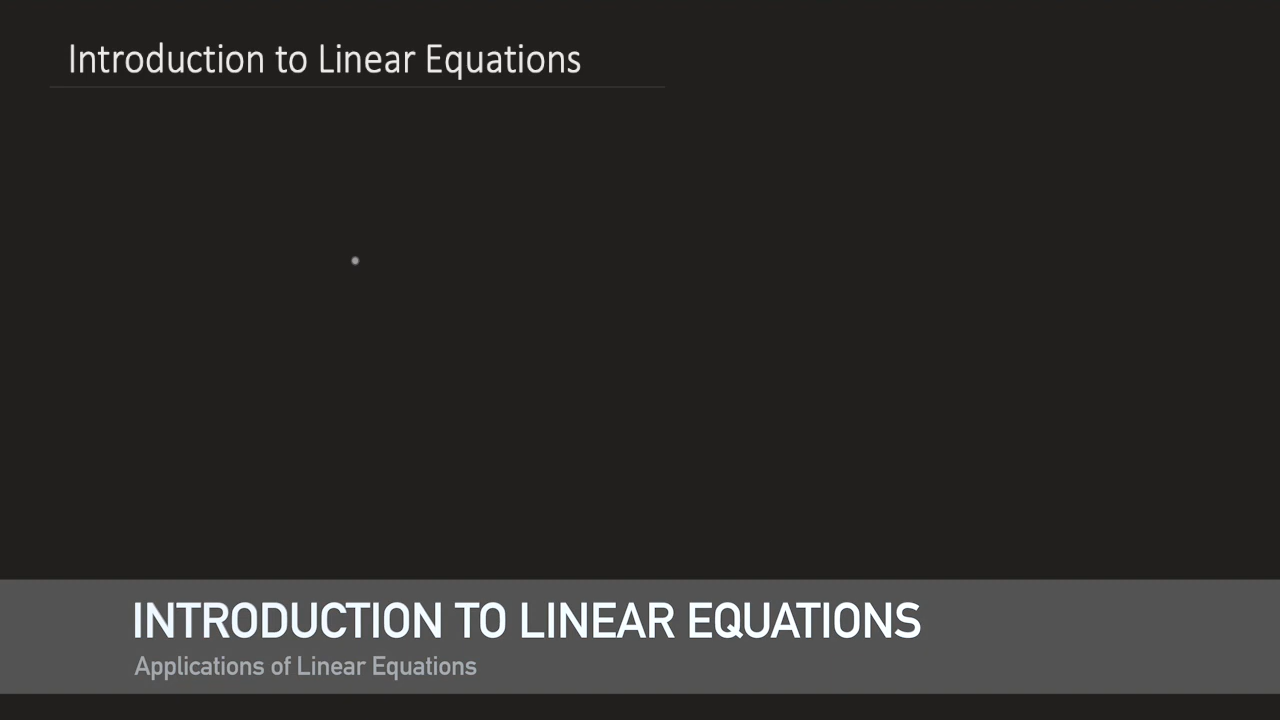 Introduction to Linear Equations
INTRODUCTION TO LINEAR EQUATIONS
Applications of Linear Equations